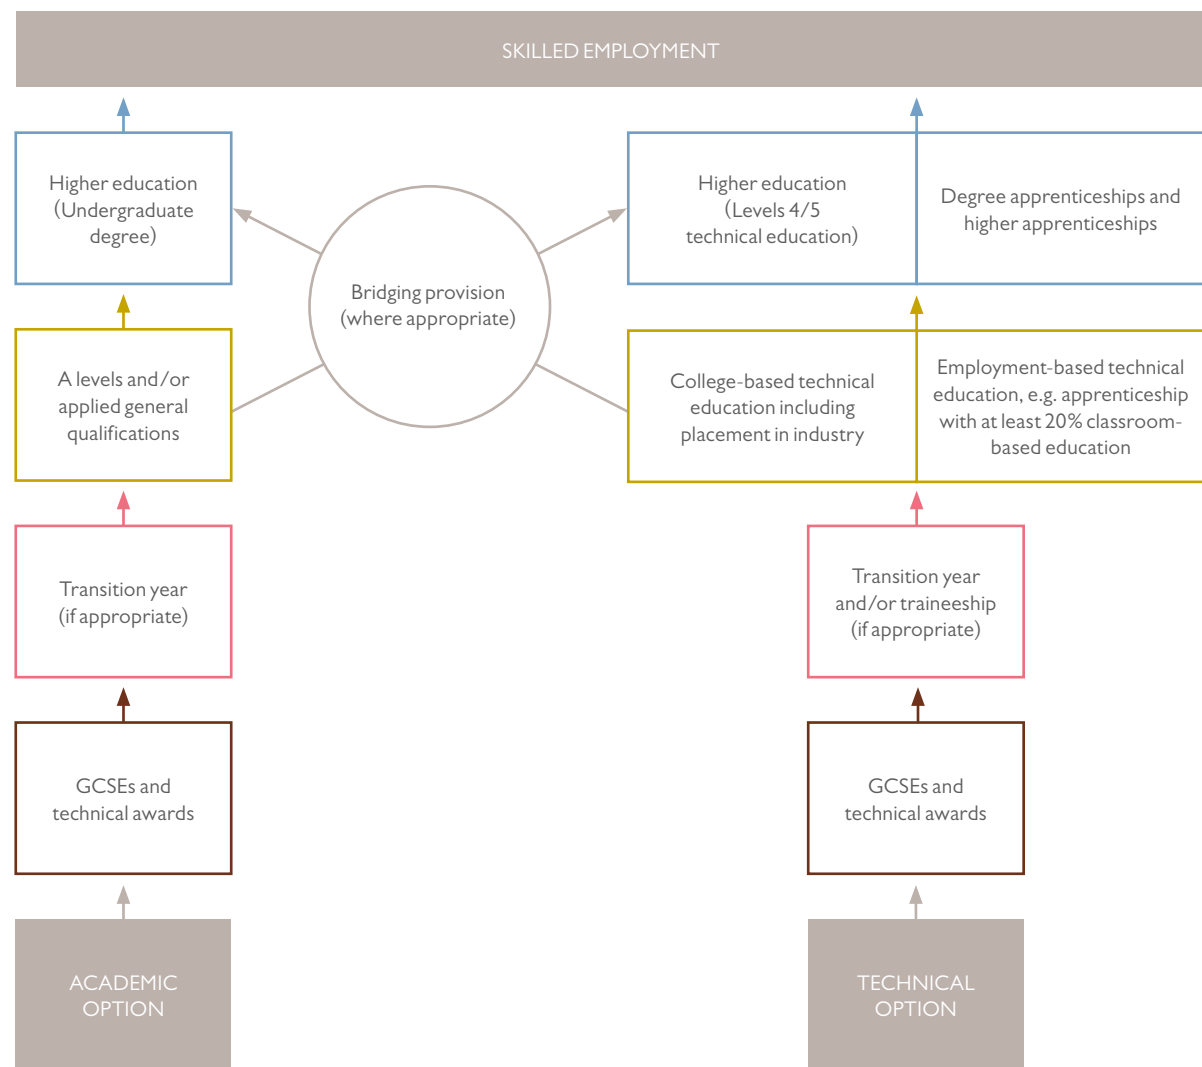 SKILLED EMPLOYMENT
Higher education
(Undergraduate
degree)
Bridging provision
(where appropriate)
Higher education
(Levels 4/5
technical education)
Degree apprenticeships and
higher apprenticeships
A levels and/or
applied general
qualifications
College-based technical
education including
placement in industry
Employment-based technical
education, e.g. apprenticeship
with at least 20% classroom-
based education
Transition year
(if appropriate)
Transition year
and/or traineeship
(if appropriate)
GCSEs and
technical awards
GCSEs and
technical awards
ACADEMIC
OPTION
TECHNICAL
OPTION